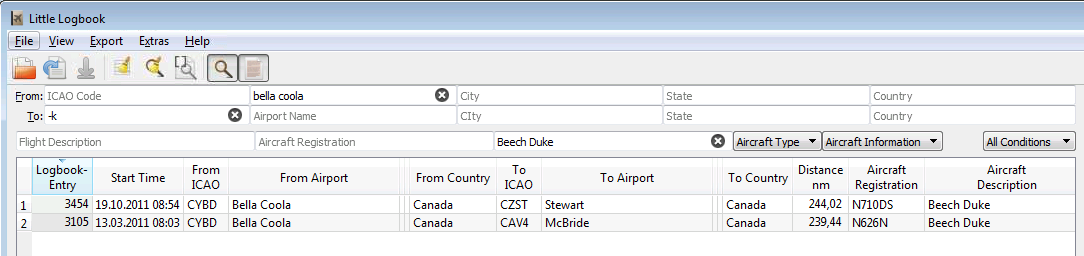 Little Logbook
File View Export Extras Help
From: ICAO Code bella coola City State Country
To: -k Airport Name CIty State Country
Flight Description Aircraft Registration Beech Duke Aircraft Type Aircraft Information All Conditions
Logbook-Entry Start Time From ICAO From Airport From Country To ICAO To Airport To Country Distance nm Aircraft Registration Aircraft Description
1 3454 19.10.2011 08:54 CYBD Bella Coola Canada CZST Stewart Canada 244,02 N710DS Beech Duke
2 3105 13.03.2011 08:03 CYBD Bella Coola Canada CAV4 McBride Canada 239,44 N626N Beech Duke